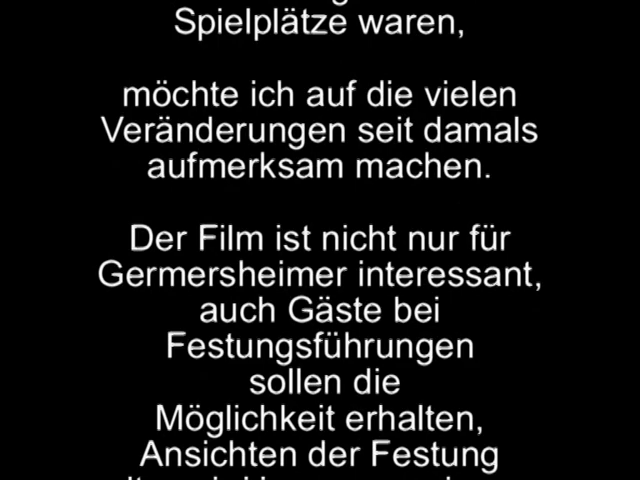 Spielplätze waren,
möchte ich auf die vielen
Veränderungen seit damals
aufmerksam machen.
Der Film ist nicht nur für
Germersheimer interessant,
auch Gäste bei
Festungsführungen
sollen die
Möglichkeit erhalten,
Ansichten der Festung